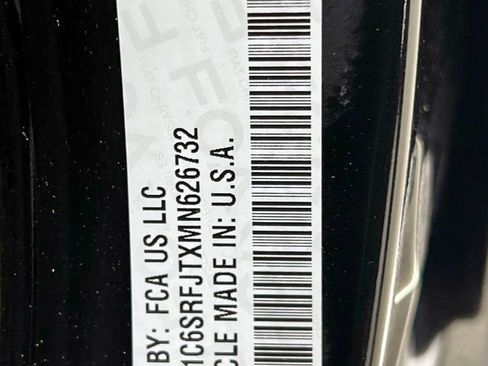 BY: FCA US LLC
1C6SRFJTXMN626732
CLE MADE IN: U.S.A.